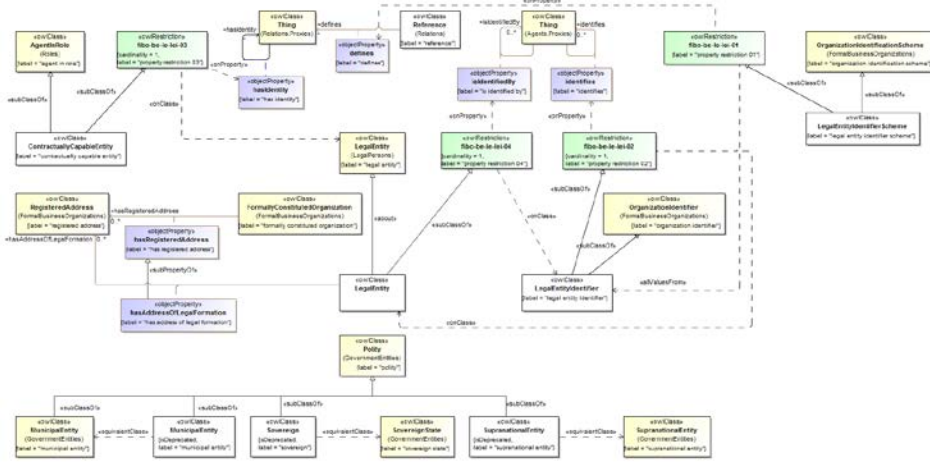 «owlClass»
AgentInRole
(Roles)
[label = "agent in role"]
«owlRestriction»
fibo-be-le-lei-03
[cardinality = 1,
label = "property restriction 03"]
«owlClass»
Thing
(Relations.Proxies)
+hasIdentity
+defines
«owlClass»
Reference
(Relations)
[label = "reference"]
«objectProperty»
defines
[label = "defines"]
«objectProperty»
hasIdentity
[label = "has identity"]
«onProperty»
«owlClass»
Thing
(Agents.Proxies)
+isIdentifiedBy
0..*
+identifies
0..*
«objectProperty»
isIdentifiedBy
[label = "is identified by"]
«objectProperty»
identifies
[label = "identifies"]
«owlRestriction»
fibo-be-le-lei-01
[label = "property restriction 01"]
«owlClass»
OrganizationIdentificationScheme
(FormalBusinessOrganizations)
[label = "organization identification scheme"]
«subClassOf»
«subClassOf»
«onClass»
«onProperty»
«onProperty»
«subClassOf»
«subClassOf»
«owlClass»
ContractuallyCapableEntity
[label = "contractually capable entity"]
«owlClass»
LegalEntity
(LegalPersons)
[label = "legal entity"]
«owlRestriction»
fibo-be-le-lei-04
[cardinality = 1,
label = "property restriction 04"]
«owlRestriction»
fibo-be-le-lei-02
[cardinality = 1,
label = "property restriction 02"]
«owlClass»
LegalEntityIdentifierScheme
[label = "legal entity identifier scheme"]
«owlClass»
RegisteredAddress
(FormalBusinessOrganizations)
[label = "registered address"]
+hasRegisteredAddress
0..*
+hasAddressOfLegalFormation
0..*
«owlClass»
FormallyConstitutedOrganization
(FormalBusinessOrganizations)
[label = "formally constituted organization"]
«objectProperty»
hasRegisteredAddress
[label = "has registered address"]
«subPropertyOf»
«objectProperty»
hasAddressOfLegalFormation
[label = "has address of legal formation"]
«about»
«subClassOf»
«onClass»
«subClassOf»
«subClassOf»
«owlClass»
OrganizationIdentifier
(FormalBusinessOrganizations)
[label = "organization identifier"]
«owlClass»
LegalEntity
«owlClass»
LegalEntityIdentifier
[label = "legal entity identifier"]
«allValuesFrom»
«onClass»
«owlClass»
Polity
(GovernmentEntities)
[label = "polity"]
«subClassOf»
«subClassOf»
«subClassOf»
«subClassOf»
«owlClass»
MunicipalEntity
(GovernmentEntities)
[label = "municipal entity"]
«equivalentClass»
«owlClass»
MunicipalEntity
[isDeprecated,
label = "municipal entity"]
«owlClass»
Sovereign
[isDeprecated,
label = "sovereign"]
«equivalentClass»
«owlClass»
SovereignState
(GovernmentEntities)
[label = "sovereign state"]
«owlClass»
SupranationalEntity
[isDeprecated,
label = "supranational entity"]
«equivalentClass»
«owlClass»
SupranationalEntity
(GovernmentEntities)
[label = "supranational entity"]